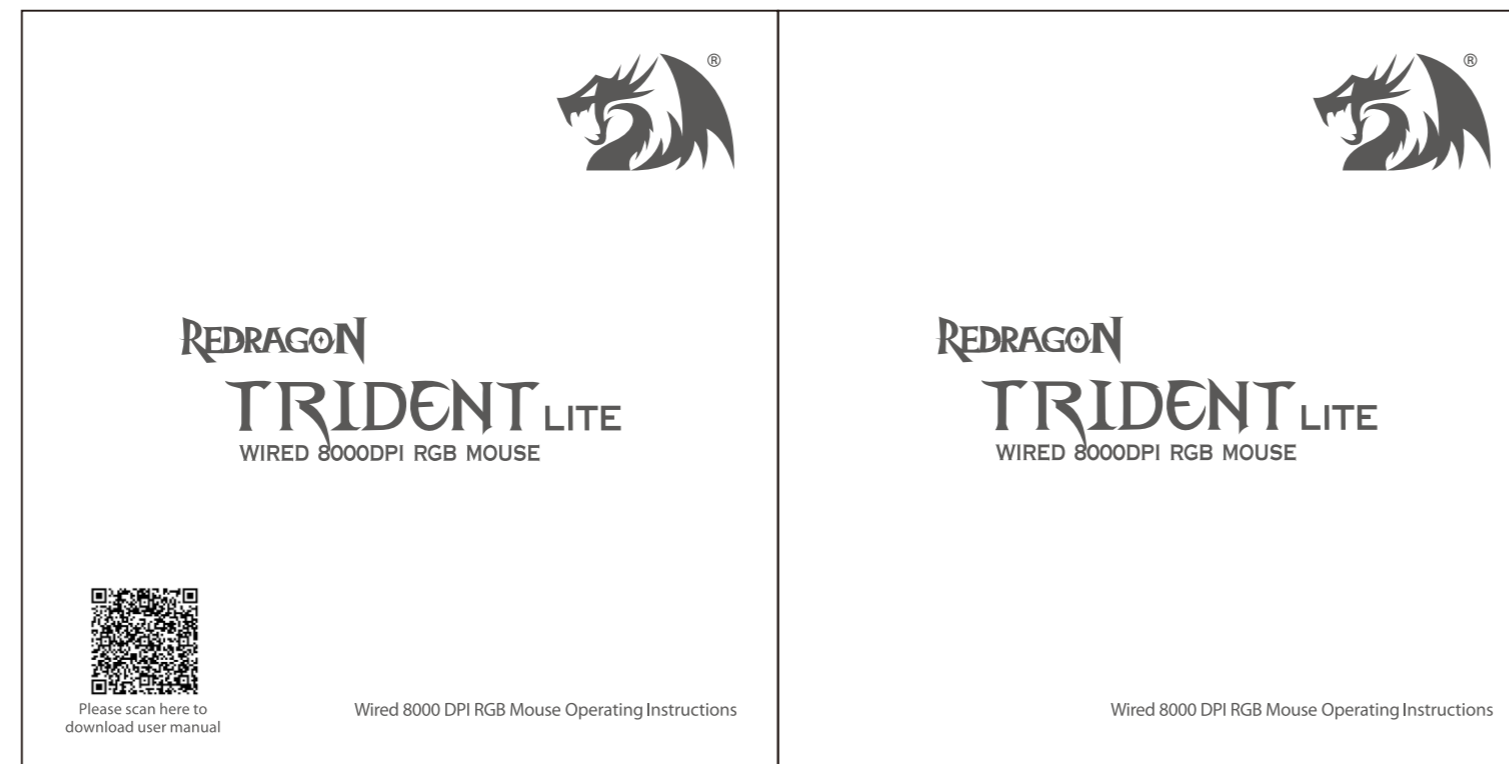 ®
REDRAGON
TRIDENT LITE
WIRED 8000DPI RGB MOUSE
Please scan here to
download user manual
Wired 8000 DPI RGB Mouse Operating Instructions
®
REDRAGON
TRIDENT LITE
WIRED 8000DPI RGB MOUSE
Wired 8000 DPI RGB Mouse Operating Instructions